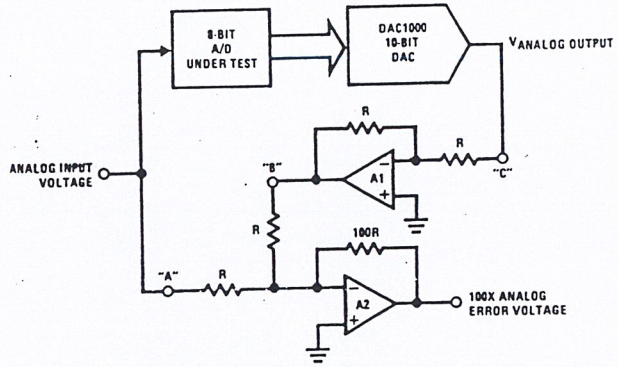 8-BIT
A/D
UNDER TEST
DAC1000
10-BIT
DAC
VANALOG OUTPUT
R
R
"C"
A1
−
+
"B"
ANALOG INPUT
VOLTAGE
R
"A"
R
100R
A2
−
+
100X ANALOG
ERROR VOLTAGE